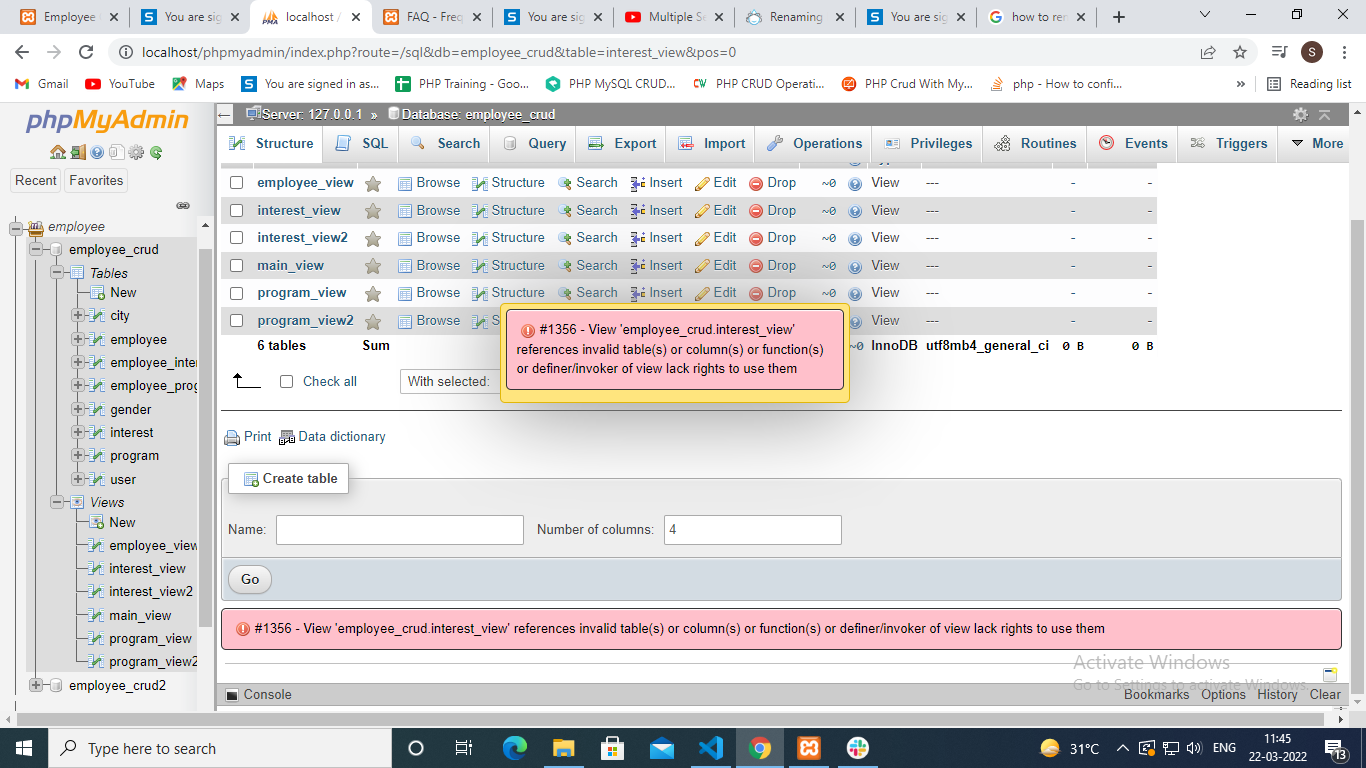 Employee
You are sig
localhost /
FAQ - Freq
You are sig
Multiple Se
Renaming
You are sig
how to ren
localhost/phpmyadmin/index.php?route=/sql&db=employee_crud&table=interest_view&pos=0
S
Gmail
YouTube
Maps
You are signed in as...
PHP Training - Goo...
PHP MySQL CRUD...
PHP CRUD Operati...
PHP Crud With My...
php - How to confi...
»
Reading list
phpMyAdmin
Recent
Favorites
employee
employee_crud
Tables
New
city
employee
employee_inter
employee_prog
gender
interest
program
user
Views
New
employee_view
interest_view
interest_view2
main_view
program_view
program_view2
employee_crud2
Server: 127.0.0.1 » Database: employee_crud
Structure
SQL
Search
Query
Export
Import
Operations
Privileges
Routines
Events
Triggers
More
employee_view Browse Structure Search Insert Edit Drop ~0 View --- - -
interest_view Browse Structure Search Insert Edit Drop ~0 View --- - -
interest_view2 Browse Structure Search Insert Edit Drop ~0 View --- - -
main_view Browse Structure Search Insert Edit Drop ~0 View --- - -
program_view Browse Structure Search Insert Edit Drop ~0 View --- - -
program_view2 Browse S View --- - -
6 tables Sum ~0 InnoDB utf8mb4_general_ci 0 B 0 B
#1356 - View 'employee_crud.interest_view'
references invalid table(s) or column(s) or function(s)
or definer/invoker of view lack rights to use them
Check all
With selected:
Print
Data dictionary
Create table
Name:
Number of columns:
4
Go
#1356 - View 'employee_crud.interest_view' references invalid table(s) or column(s) or function(s) or definer/invoker of view lack rights to use them
Activate Windows
Go to Settings to activate Windows.
Console
Bookmarks
Options
History
Clear
Type here to search
31°C
ENG
11:45
22-03-2022
13